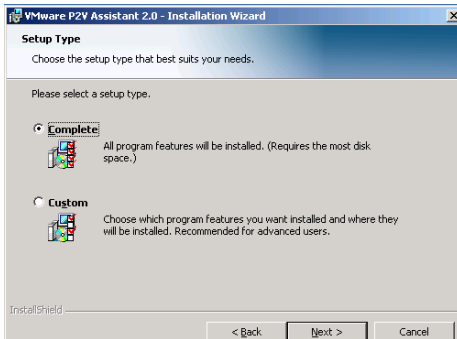 VMware P2V Assistant 2.0 - Installation Wizard
Setup Type
Choose the setup type that best suits your needs.
Please select a setup type.
Complete
All program features will be installed. (Requires the most disk
space.)
Custom
Choose which program features you want installed and where they
will be installed. Recommended for advanced users.
InstallShield
< Back Next > Cancel